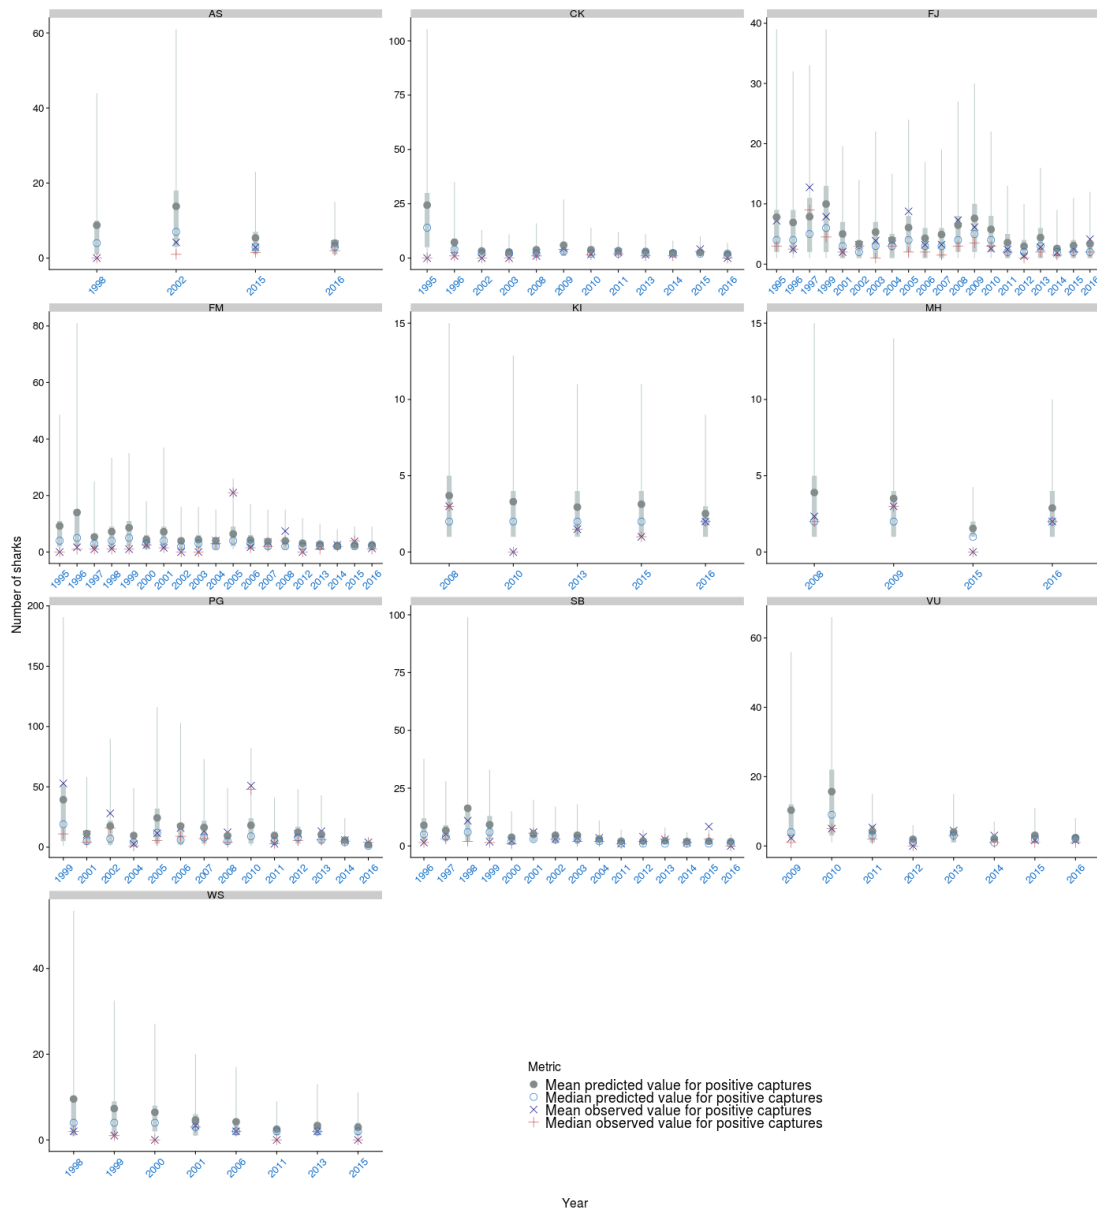 AS
CK
FJ
60
40
20
0
100
75
50
25
0
40
30
20
10
0
1998 2002 2015 2016
1995 1996 2002 2003 2008 2009 2010 2011 2013 2015 2016
1995 1996 1997 1999 2001 2002 2003 2004 2005 2006 2007 2008 2009 2010 2011 2012 2013 2014 2015 2016
FM
KI
MH
80
60
40
20
0
15
10
5
0
15
10
5
0
1995 1996 1997 1998 1999 2000 2001 2002 2003 2004 2005 2006 2007 2008 2012 2013 2014 2015 2016
2008 2010 2013 2015 2016
2008 2009 2015 2016
Number of sharks
PG
SB
VU
200
150
100
50
0
100
75
50
25
0
60
40
20
0
1999 2001 2002 2004 2005 2006 2007 2008 2010 2011 2012 2013 2014 2016
1996 1997 1998 1999 2000 2001 2002 2003 2004 2011 2012 2013 2014 2015 2016
2009 2010 2011 2012 2013 2014 2015 2016
WS
40
20
0
1998 1999 2000 2001 2006 2011 2013 2015
Metric
Mean predicted value for positive captures
Median predicted value for positive captures
Mean observed value for positive captures
Median observed value for positive captures
Year